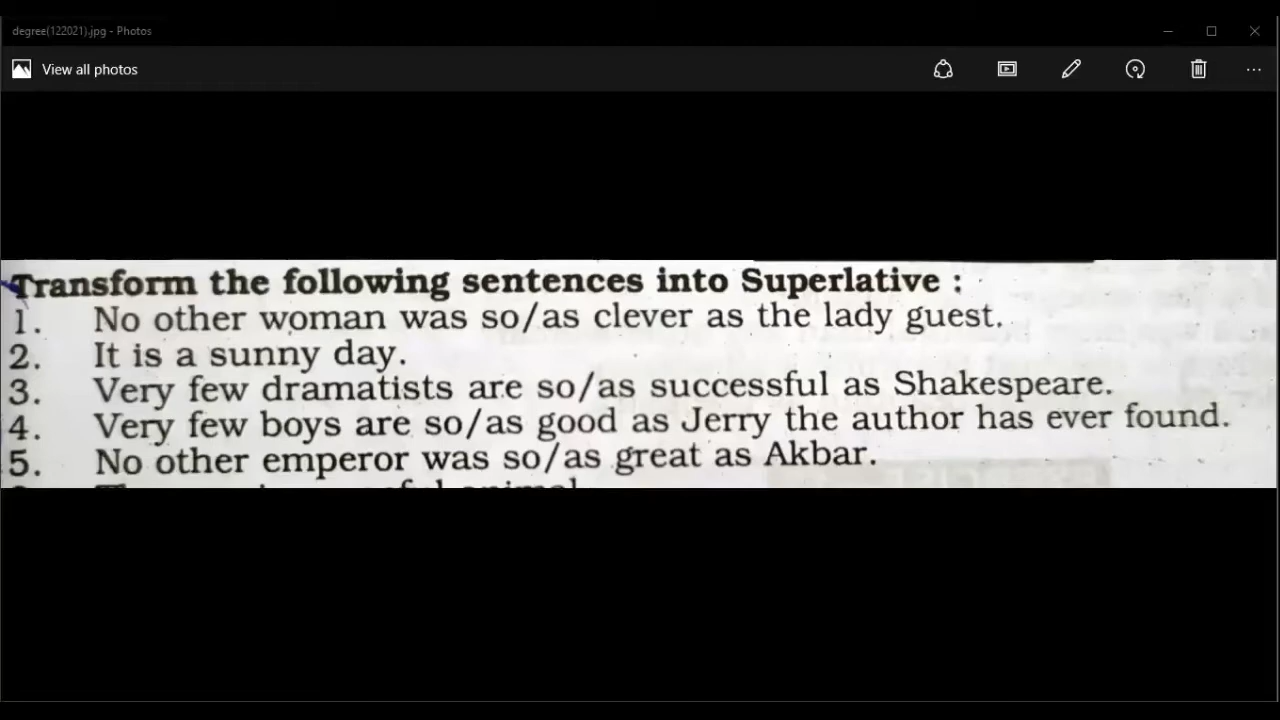 degree(122021).jpg - Photos
View all photos
Transform the following sentences into Superlative :
1. No other woman was so/as clever as the lady guest.
2. It is a sunny day.
3. Very few dramatists are so/as successful as Shakespeare.
4. Very few boys are so/as good as Jerry the author has ever found.
5. No other emperor was so/as great as Akbar.
animal.